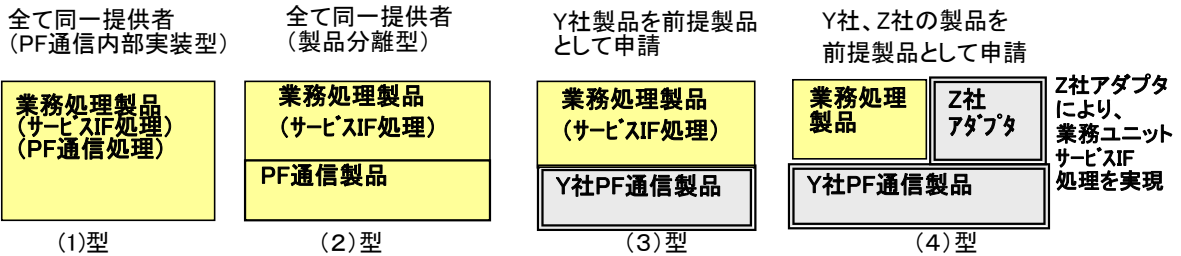 全て同一提供者
（PF通信内部実装型）
業務処理製品
（ｻｰﾋﾞｽIF処理）
（PF通信処理）
(1)型
全て同一提供者
（製品分離型）
業務処理製品
（ｻｰﾋﾞｽIF処理）
PF通信製品
（２）型
Y社製品を前提製品
として申請
業務処理製品
（ｻｰﾋﾞｽIF処理）
Y社PF通信製品
（３）型
Y社、Z社の製品を
前提製品として申請
業務処理
製品
Z社
ｱﾀﾞﾌﾟﾀ
Y社PF通信製品
Z社アダプタ
により、
業務ユニット
ｻｰﾋﾞｽIF
処理を実現
（４）型